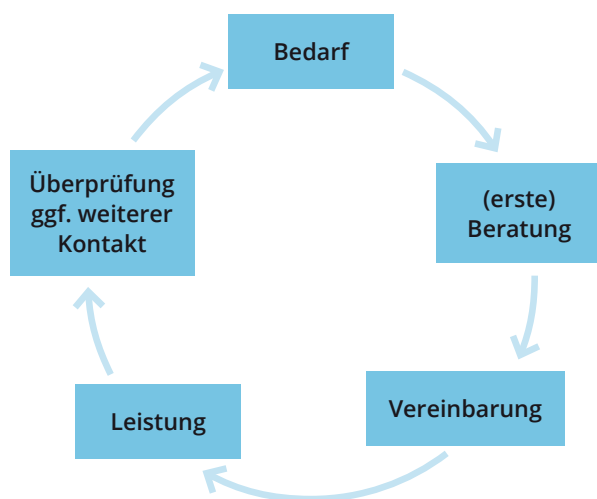 Bedarf
(erste)
Beratung
Vereinbarung
Leistung
Überprüfung
ggf. weiterer
Kontakt